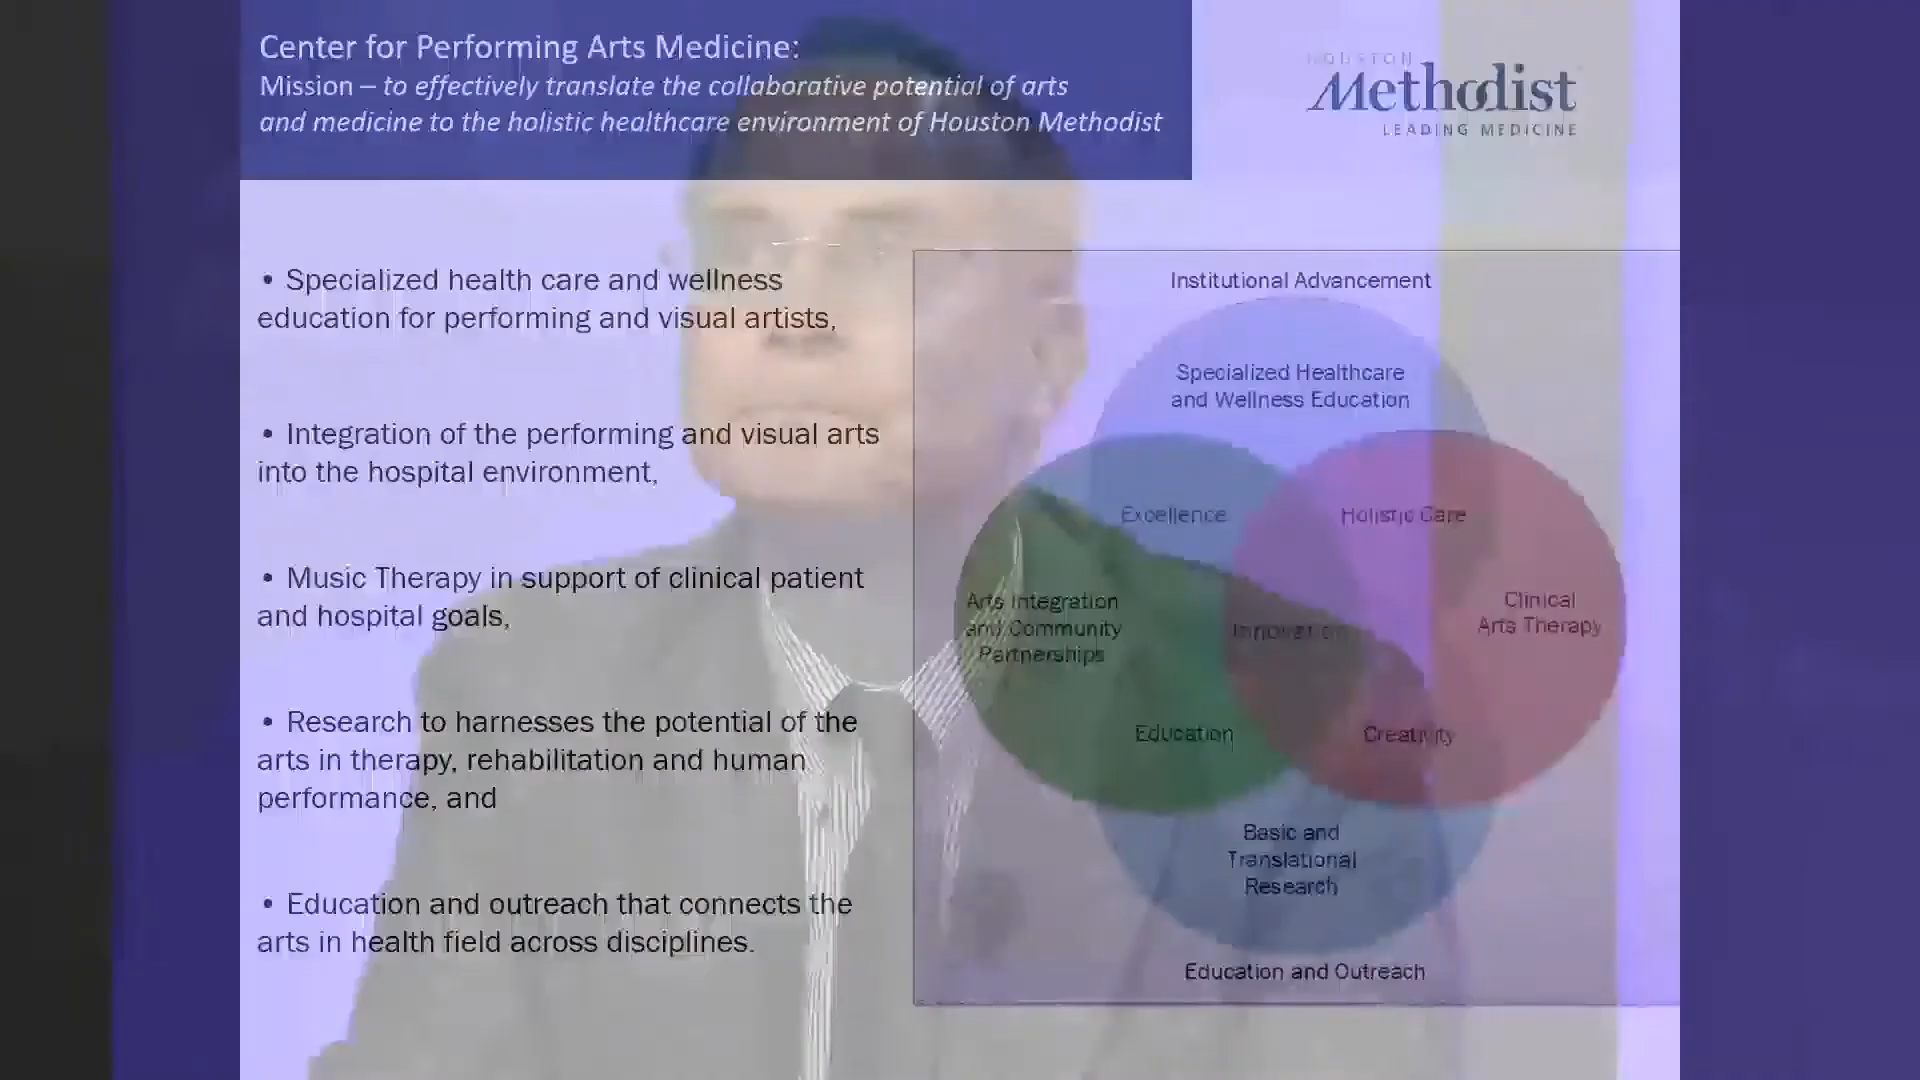 Center for Performing Arts Medicine:
Mission – to effectively translate the collaborative potential of arts
and medicine to the holistic healthcare environment of Houston Methodist
HOUSTON
Methodist
LEADING MEDICINE
• Specialized health care and wellness
education for performing and visual artists,
• Integration of the performing and visual arts
into the hospital environment,
• Music Therapy in support of clinical patient
and hospital goals,
• Research to harnesses the potential of the
arts in therapy, rehabilitation and human
performance, and
• Education and outreach that connects the
arts in health field across disciplines.
Institutional Advancement
Specialized Healthcare
and Wellness Education
Excellence
Holistic Care
Arts Integration
and Community
Partnerships
Innovation
Clinical
Arts Therapy
Education
Creativity
Basic and
Translational
Research
Education and Outreach